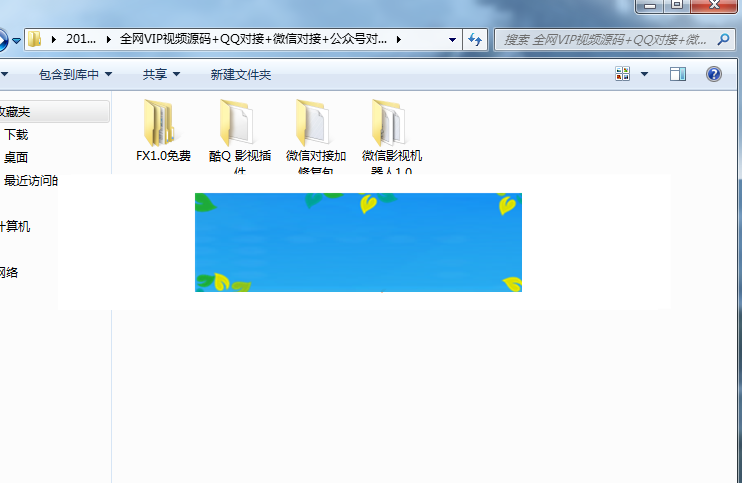 201... 全网VIP视频源码+QQ对接+微信对接+公众号对...
搜索 全网VIP视频源码+QQ对接+微...
包含到库中 共享 新建文件夹
收藏夹
下载
桌面
最近访问的
计算机
网络
FX1.0免费
酷Q 影视插
件
微信对接加
修复包
微信影视机
器人1.0